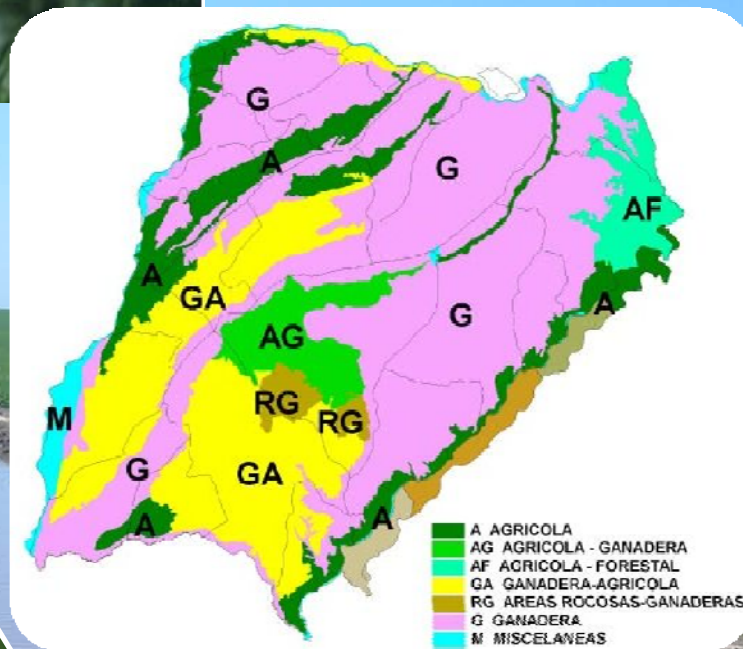 G
A
G
AF
A
GA
G
A
AG
M
RG
RG
G
GA
A
A
A AGRICOLA
AG AGRICOLA - GANADERA
AF AGRICOLA - FORESTAL
GA GANADERA-AGRICOLA
RG AREAS ROCOSAS-GANADERAS
G GANADERA
M MISCELANEAS